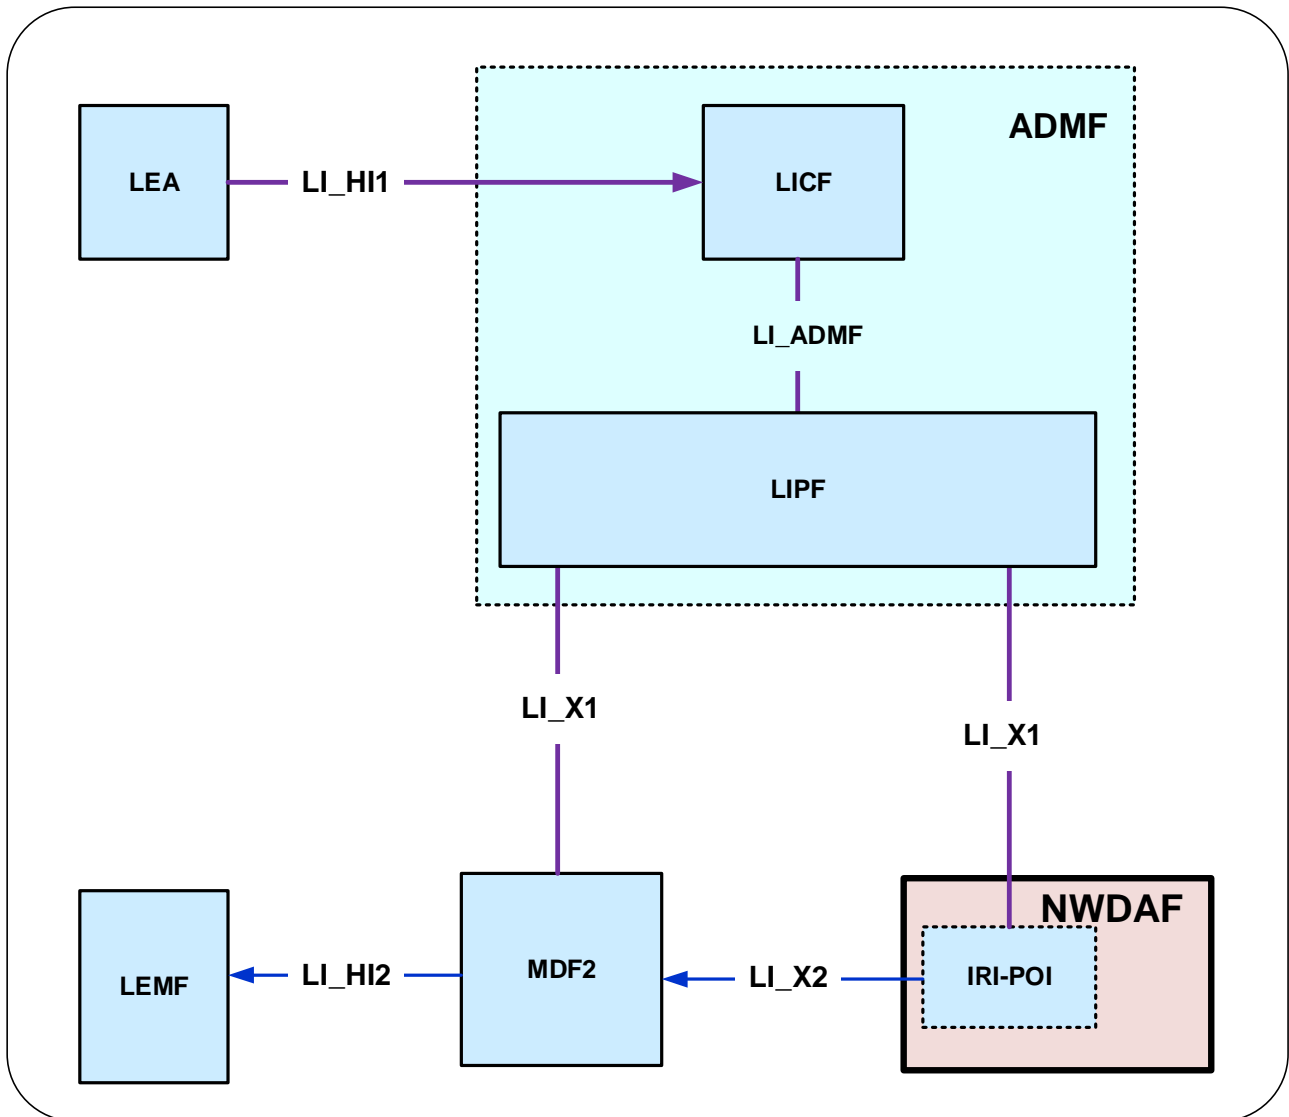 ADMF
LEA
LI_HI1
LICF
LI_ADMF
LIPF
LI_X1
LI_X1
NWDAF
LEMF
LI_HI2
MDF2
LI_X2
IRI-POI